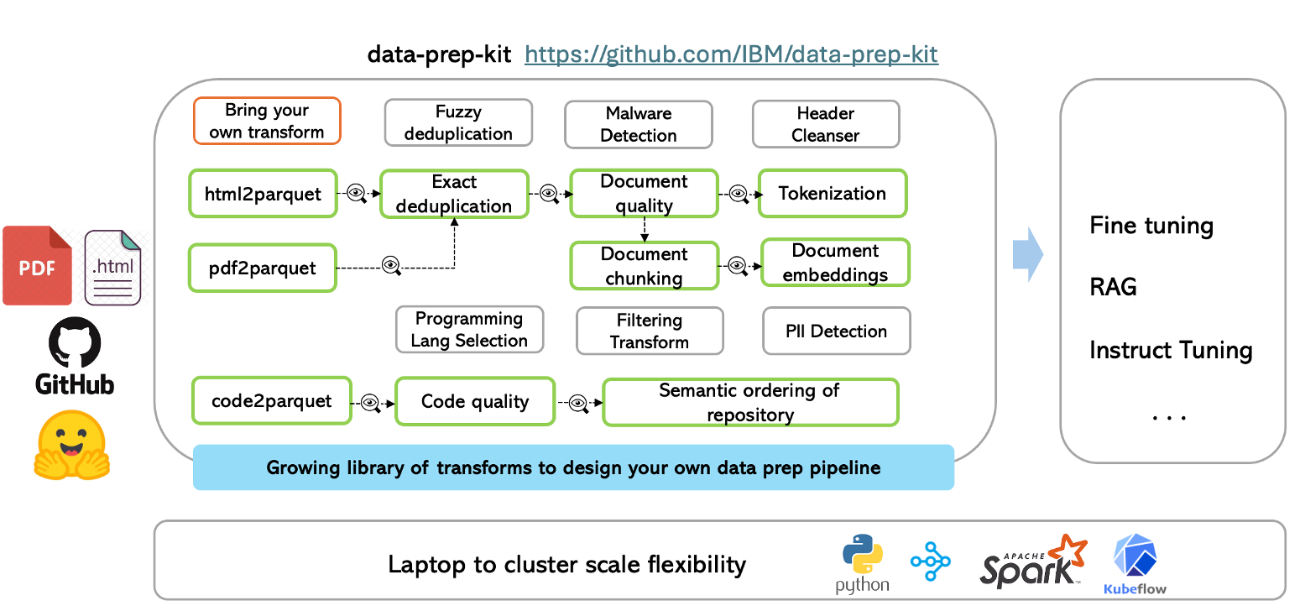 data-prep-kit https://github.com/IBM/data-prep-kit
Bring your
own transform
Fuzzy
deduplication
Malware
Detection
Header
Cleanser
html2parquet
Exact
deduplication
Document
quality
Tokenization
PDF
.html
pdf2parquet
Document
chunking
Document
embeddings
Programming
Lang Selection
Filtering
Transform
PII Detection
GitHub
code2parquet
Code quality
Semantic ordering of
repository
Growing library of transforms to design your own data prep pipeline
Fine tuning
RAG
Instruct Tuning
...
Laptop to cluster scale flexibility
python
APACHE
Spark™
Kubeflow